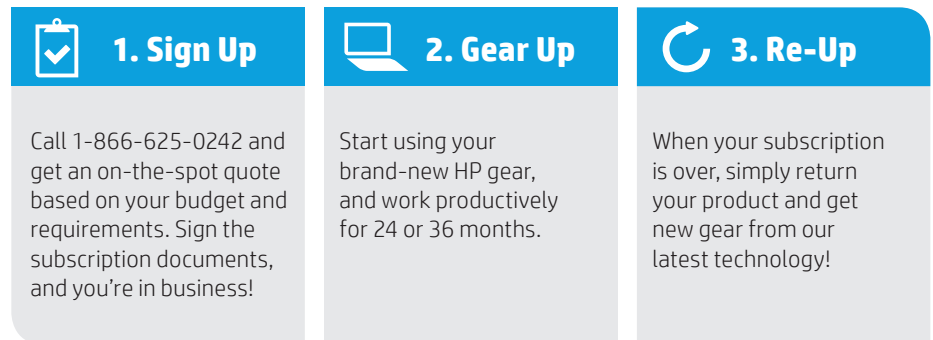 1. Sign Up
Call 1-866-625-0242 and
get an on-the-spot quote
based on your budget and
requirements. Sign the
subscription documents,
and you’re in business!
2. Gear Up
Start using your
brand-new HP gear,
and work productively
for 24 or 36 months.
3. Re-Up
When your subscription
is over, simply return
your product and get
new gear from our
latest technology!